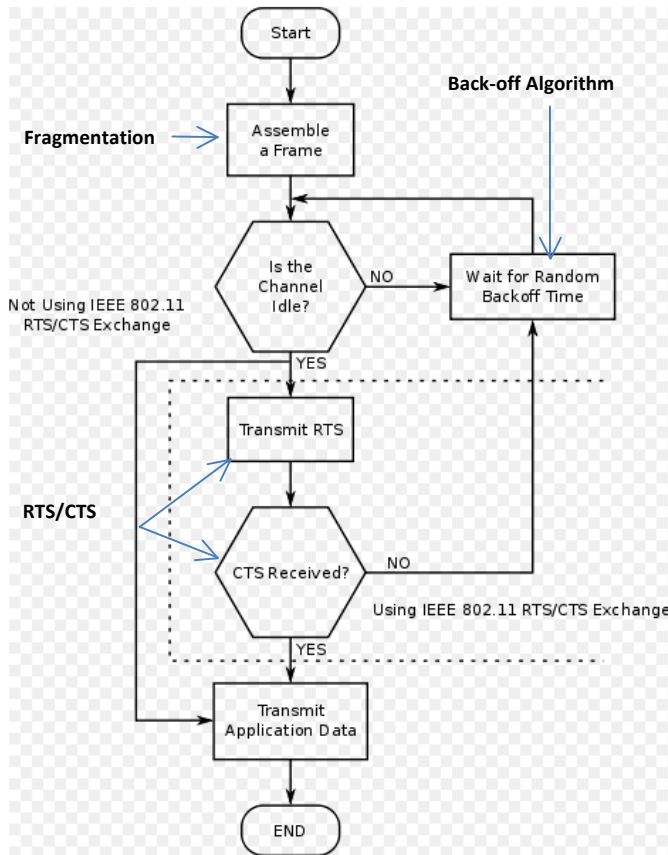 Start
Back-off Algorithm
Fragmentation
Assemble
a Frame
Is the
Channel
Idle?
NO
Wait for Random
Backoff Time
Not Using IEEE 802.11
RTS/CTS Exchange
YES
Transmit RTS
RTS/CTS
CTS Received?
NO
Using IEEE 802.11 RTS/CTS Exchange
YES
Transmit
Application Data
END